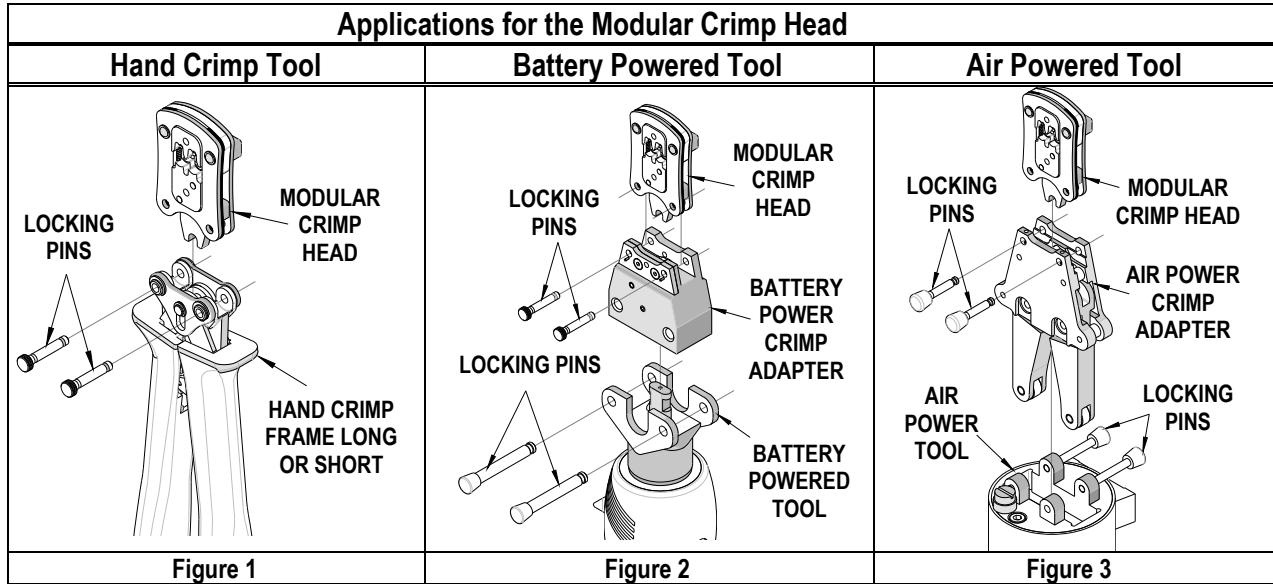 Applications for the Modular Crimp Head
Hand Crimp Tool
Battery Powered Tool
Air Powered Tool
LOCKING
PINS
MODULAR
CRIMP
HEAD
HAND CRIMP
FRAME LONG
OR SHORT
MODULAR
CRIMP
HEAD
LOCKING
PINS
BATTERY
POWER
CRIMP
ADAPTER
LOCKING PINS
BATTERY
POWERED
TOOL
LOCKING
PINS
MODULAR
CRIMP HEAD
AIR POWER
CRIMP
ADAPTER
AIR
POWER
TOOL
LOCKING
PINS
Figure 1
Figure 2
Figure 3